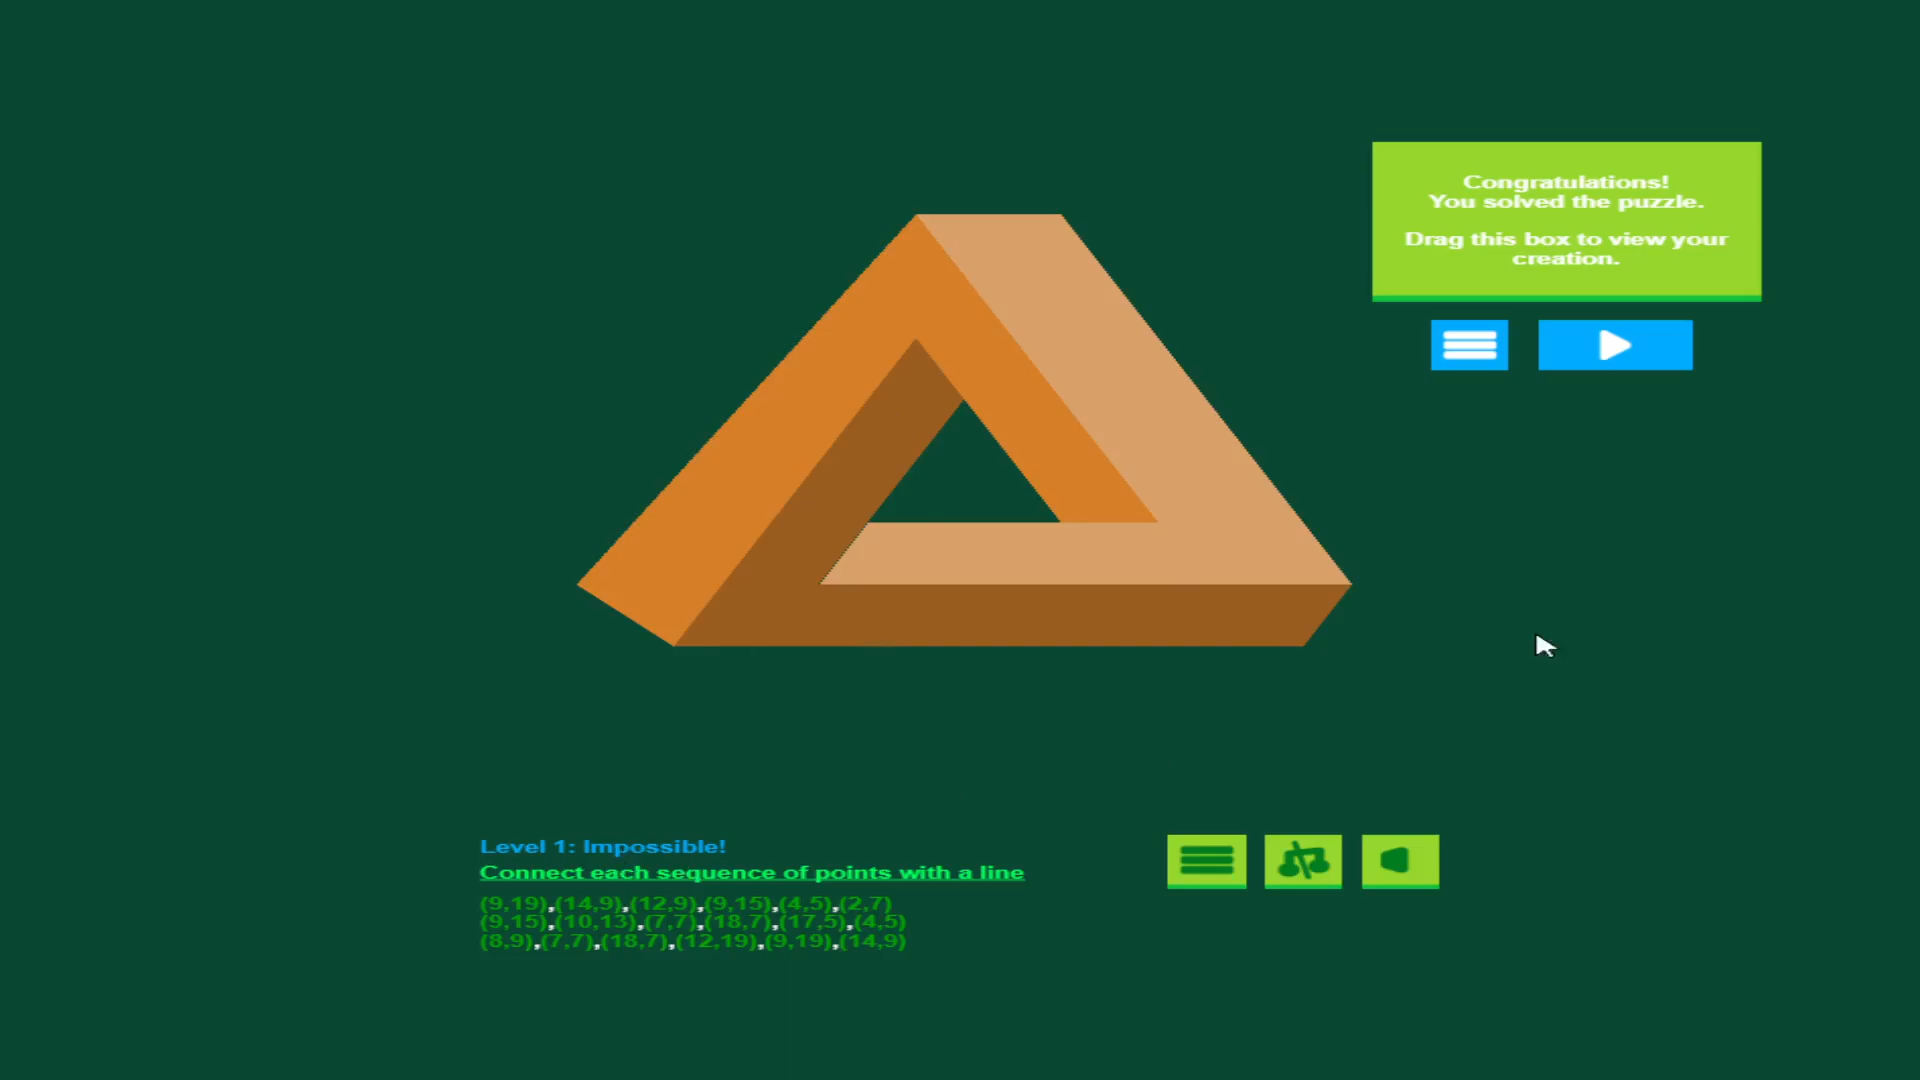 Congratulations!
You solved the puzzle.
Drag this box to view your
creation.
Level 1: Impossible!
Connect each sequence of points with a line
(9,19),(14,9),(12,9),(9,15),(4,5),(2,7)
(9,15),(10,13),(7,7),(18,7),(17,5),(4,5)
(8,9),(7,7),(18,7),(12,19),(9,19),(14,9)